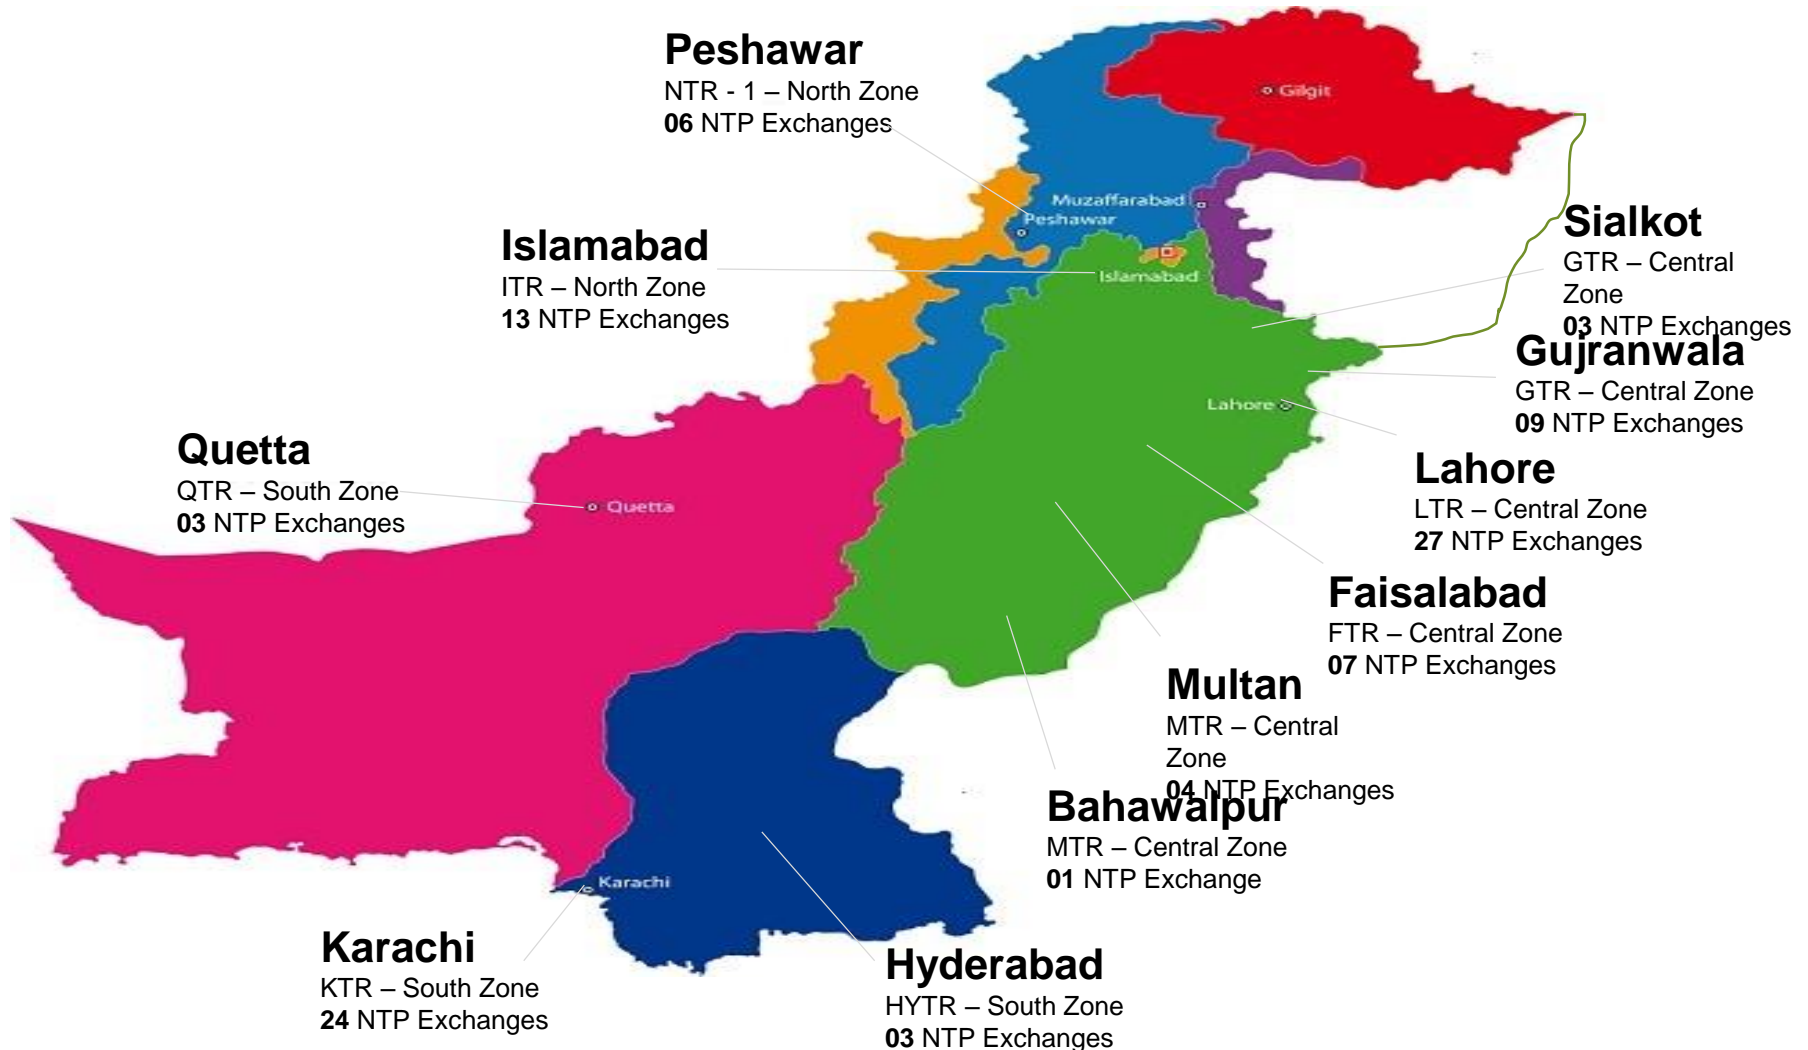 Peshawar
NTR - 1 – North Zone
06 NTP Exchanges
Gilgit
Muzaffarabad
Peshawar
Islamabad
Islamabad
ITR – North Zone
13 NTP Exchanges
Sialkot
GTR – Central
Zone
03 NTP Exchanges
Gujranwala
GTR – Central Zone
09 NTP Exchanges
Lahore
Lahore
LTR – Central Zone
27 NTP Exchanges
Quetta
QTR – South Zone
03 NTP Exchanges
Quetta
Faisalabad
FTR – Central Zone
07 NTP Exchanges
Multan
MTR – Central
Zone
04 NTP Exchanges
Bahawalpur
MTR – Central Zone
01 NTP Exchange
Karachi
Karachi
KTR – South Zone
24 NTP Exchanges
Hyderabad
HYTR – South Zone
03 NTP Exchanges